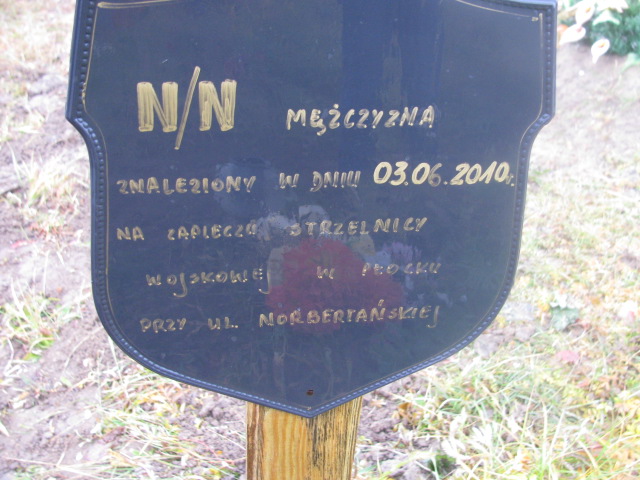 N/N MĘŻCZYZNA
ZNALEZIONY W DNIU 03.06.2010r.
NA ZAPLECZU STRZELNICY
WOJSKOWEJ W PŁOCKU
PRZY UL. NORBERTAŃSKIEJ